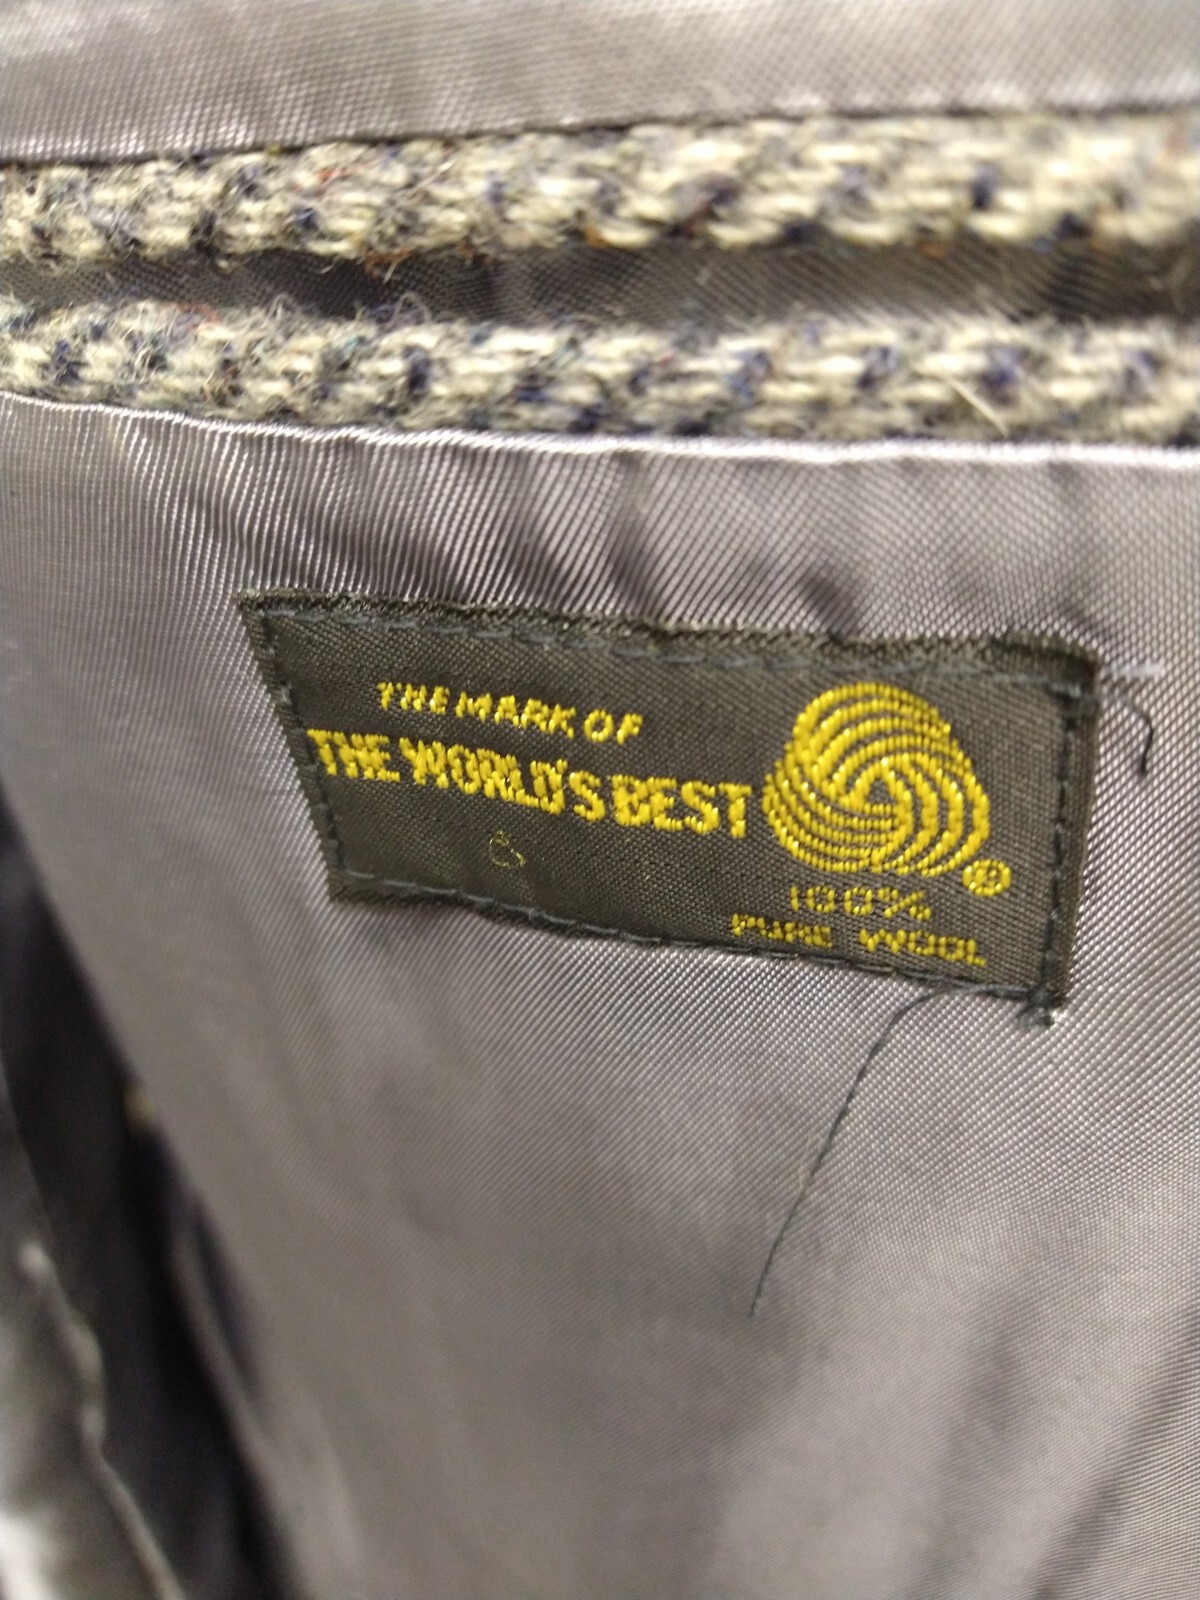 THE MARK OF
THE WORLD'S BEST
®
100%
PURE WOOL